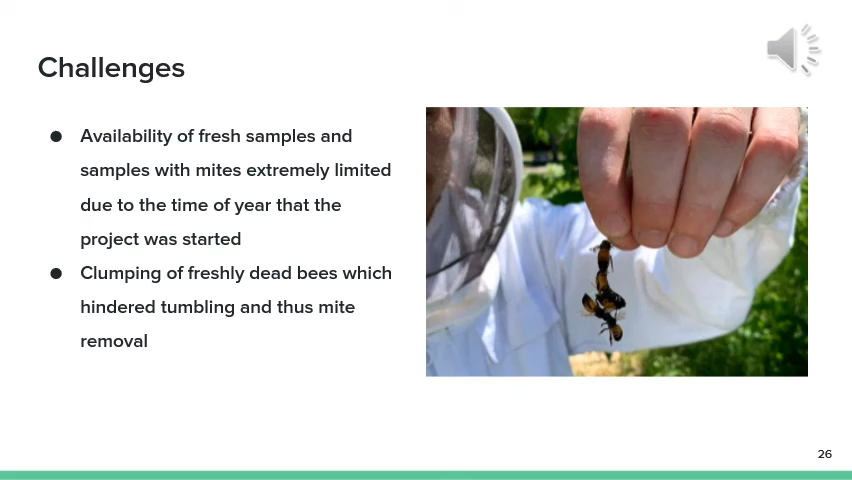 Challenges
● Availability of fresh samples and
samples with mites extremely limited
due to the time of year that the
project was started
● Clumping of freshly dead bees which
hindered tumbling and thus mite
removal
26